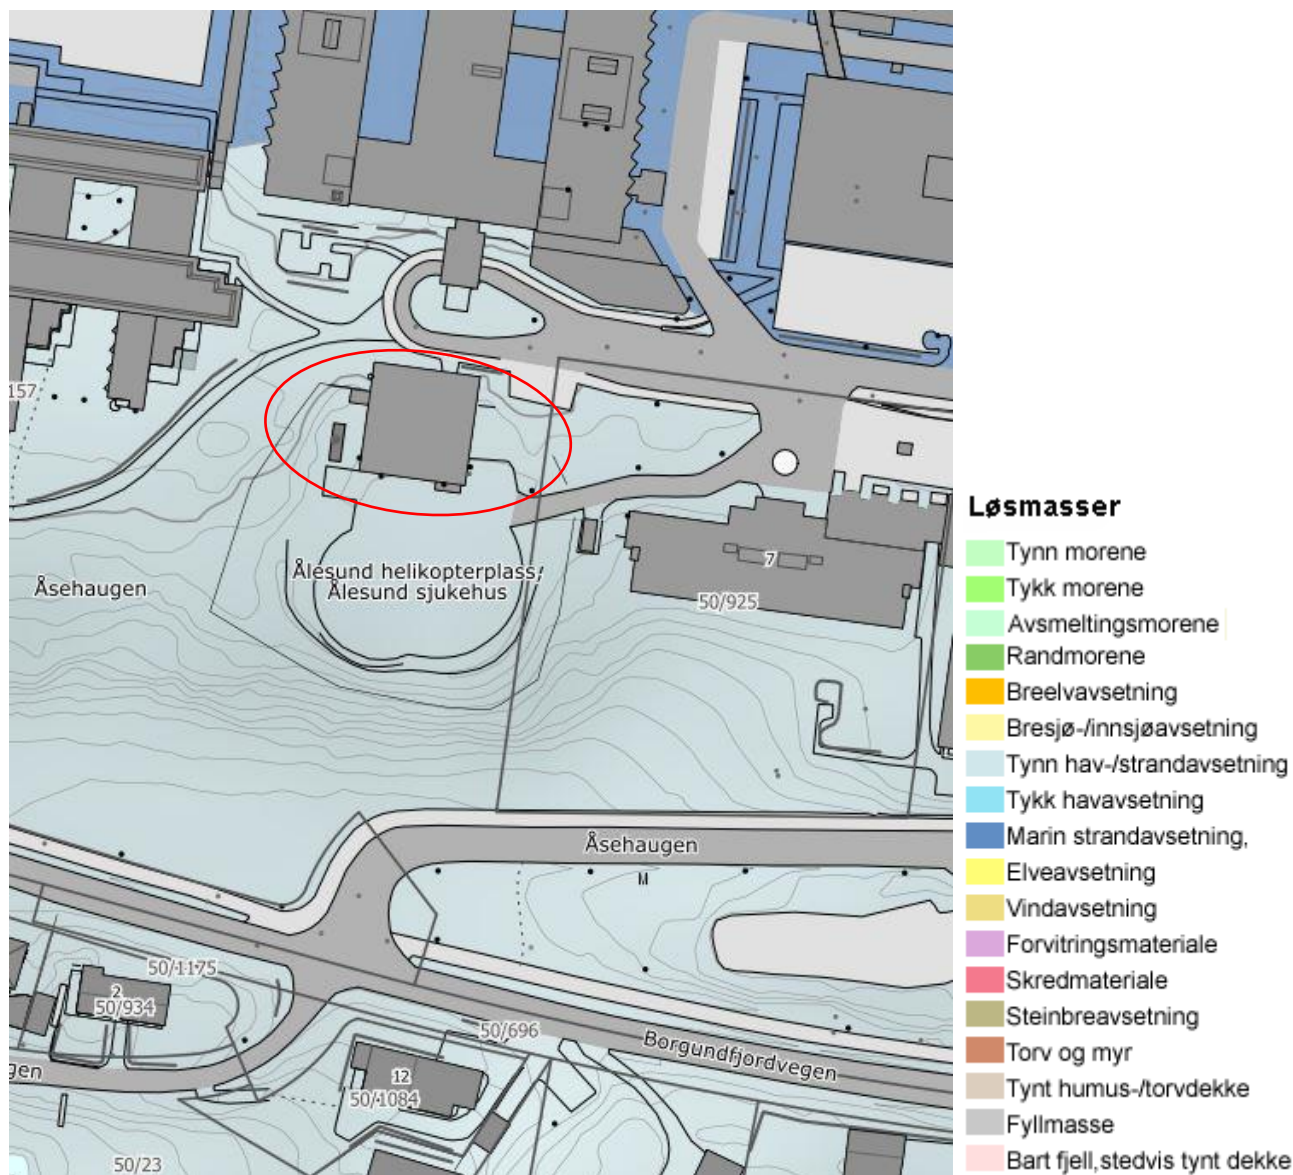 157
Åsehaugen
Ålesund helikopterplass/
Ålesund sjukehus
7
50/925
Åsehaugen
M
50/1175
2
50/934
50/696
Borgundfjordvegen
gen
12
50/1084
50/23
Løsmasser
Tynn morene
Tykk morene
Avsmeltingsmorene
Randmorene
Breelvavsetning
Bresjø-/innsjøavsetning
Tynn hav-/strandavsetning
Tykk havavsetning
Marin strandavsetning,
Elveavsetning
Vindavsetning
Forvitringsmateriale
Skredmateriale
Steinbreavsetning
Torv og myr
Tynt humus-/torvdekke
Fyllmasse
Bart fjell,stedvis tynt dekke